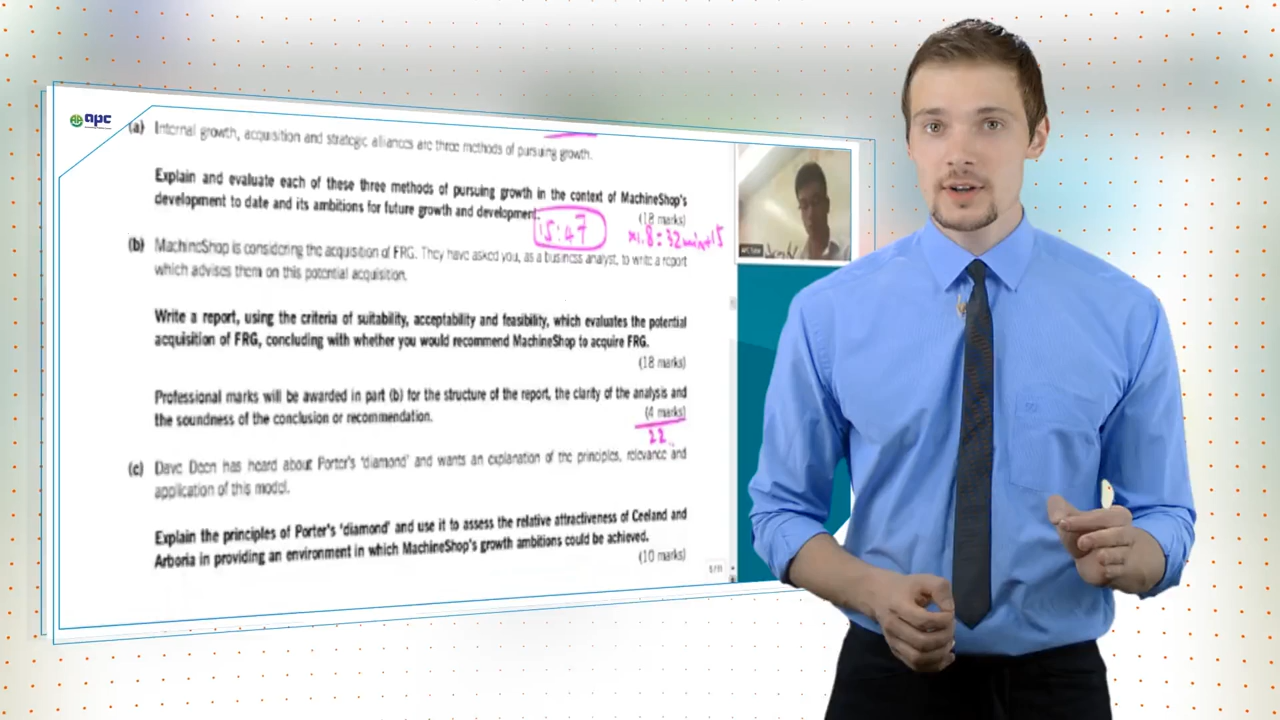 apc
(a) Internal growth, acquisition and strategic alliances are three methods of pursuing growth.
Explain and evaluate each of these three methods of pursuing growth in the context of MachineShop's
development to date and its ambitions for future growth and development.
(18 marks)
15:47
x1.8=32min+15
(b) MachineShop is considering the acquisition of FRG. They have asked you, as a business analyst, to write a report
which advises them on this potential acquisition.
Write a report, using the criteria of suitability, acceptability and feasibility, which evaluates the potential
acquisition of FRG, concluding with whether you would recommend MachineShop to acquire FRG.
(18 marks)
Professional marks will be awarded in part (b) for the structure of the report, the clarity of the analysis and
the soundness of the conclusion or recommendation.
(4 marks)
22
(c) Dave Deen has heard about Porter's 'diamond' and wants an explanation of the principles, relevance and
application of this model.
Explain the principles of Porter's 'diamond' and use it to assess the relative attractiveness of Ceeland and
Arboria in providing an environment in which MachineShop's growth ambitions could be achieved.
(10 marks)